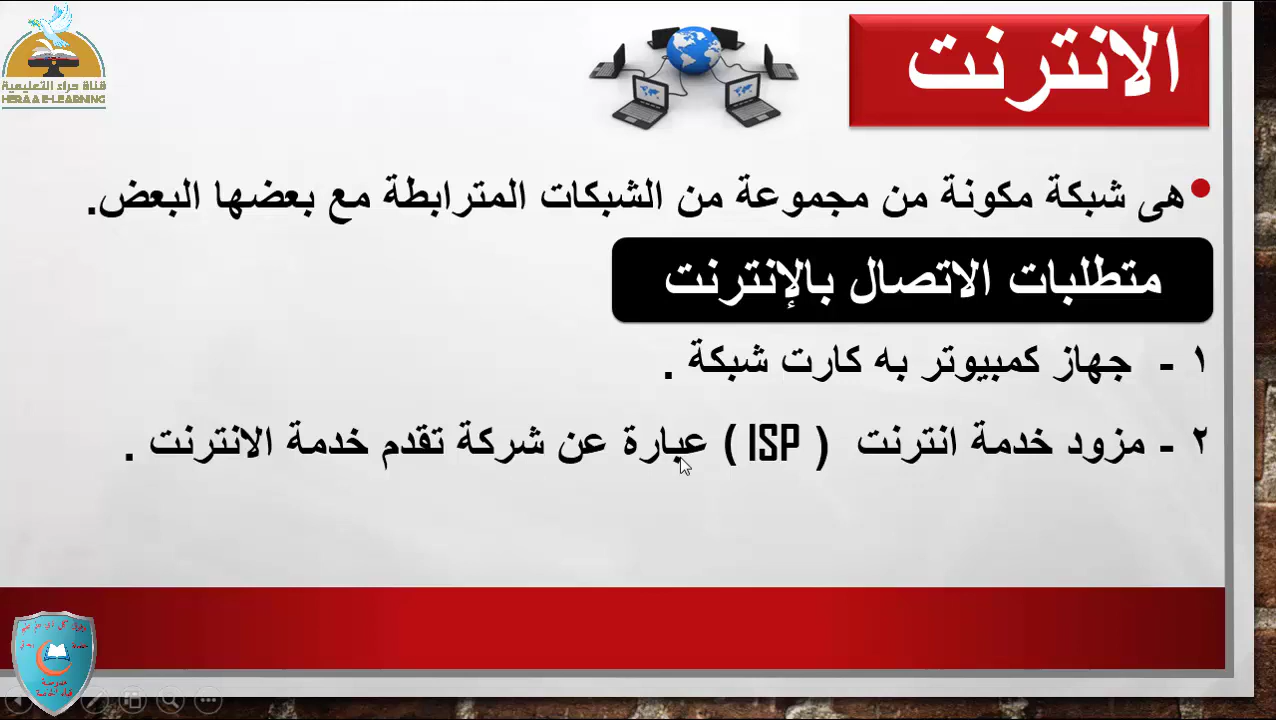 قناة حراء التعليمية
HERAA E-LEARNING
الانترنت
هى شبكة مكونة من مجموعة من الشبكات المترابطة مع بعضها البعض.
متطلبات الاتصال بالإنترنت
١ - جهاز كمبيوتر به كارت شبكة .
٢ - مزود خدمة انترنت ( ISP ) عبارة عن شركة تقدم خدمة الانترنت .
مدرسة